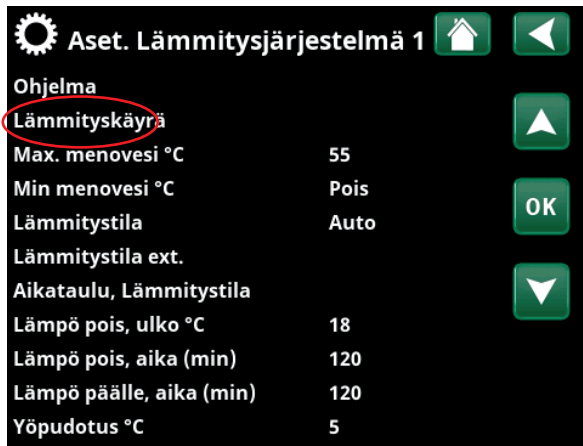 Aset. Lämmitysjärjestelmä 1
Ohjelma
Lämmityskäyrä
Max. menovesi °C 55
Min menovesi °C Pois
Lämmitystila Auto
OK
Lämmitystila ext.
Aikataulu, Lämmitystila
Lämpö pois, ulko °C 18
Lämpö pois, aika (min) 120
Lämpö päälle, aika (min) 120
Yöpudotus °C 5